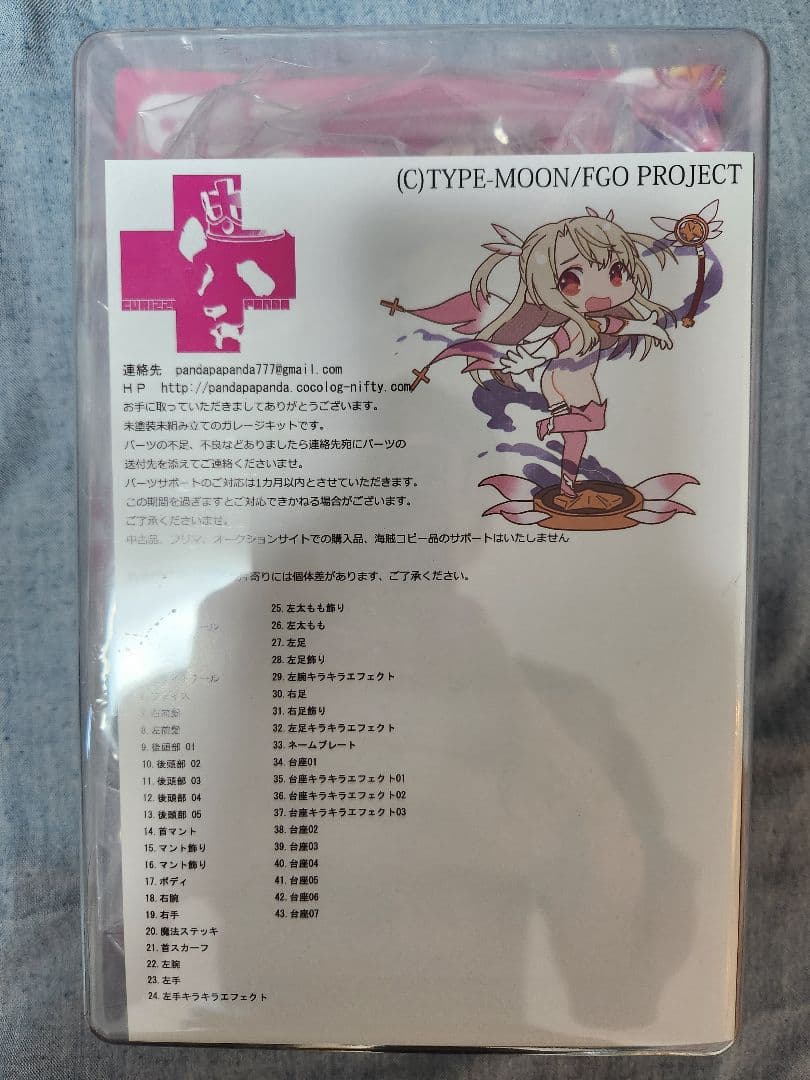 (C)TYPE-MOON/FGO PROJECT
PANDA
連絡先 pandapapanda777@gmail.com
HP http://pandapapanda.cocolog-nifty.com
お手に取っていただきましてありがとうございます。
未塗装未組み立てのガレージキットです。
パーツの不足、不良などありましたら連絡先宛にパーツの
送付先を添えてご連絡くださいませ。
パーツサポートのご対応は1カ月以内とさせていただきます。
この期間を過ぎますとご対応できかねる場合がございます。
ご了承くださいませ。
中古品、フリマ、オークションサイトでの購入品、海賊コピー品のサポートはいたしません
寄りには個体差があります、ご了承ください。
8.左前髪
9.後頭部 01
10.後頭部 02
11.後頭部 03
12.後頭部 04
13.後頭部 05
14.首マント
15.マント飾り
16.マント飾り
17.ボディ
18.右腕
19.右手
20.魔法ステッキ
21.首スカーフ
22.左腕
23.左手
24.左手キラキラエフェクト
25.左太もも飾り
26.左太もも
27.左足
28.左足飾り
29.左腕キラキラエフェクト
30.右足
31.右足飾り
32.左足キラキラエフェクト
33.ネームプレート
34.台座01
35.台座キラキラエフェクト01
36.台座キラキラエフェクト02
37.台座キラキラエフェクト03
38.台座02
39.台座03
40.台座04
41.台座05
42.台座06
43.台座07